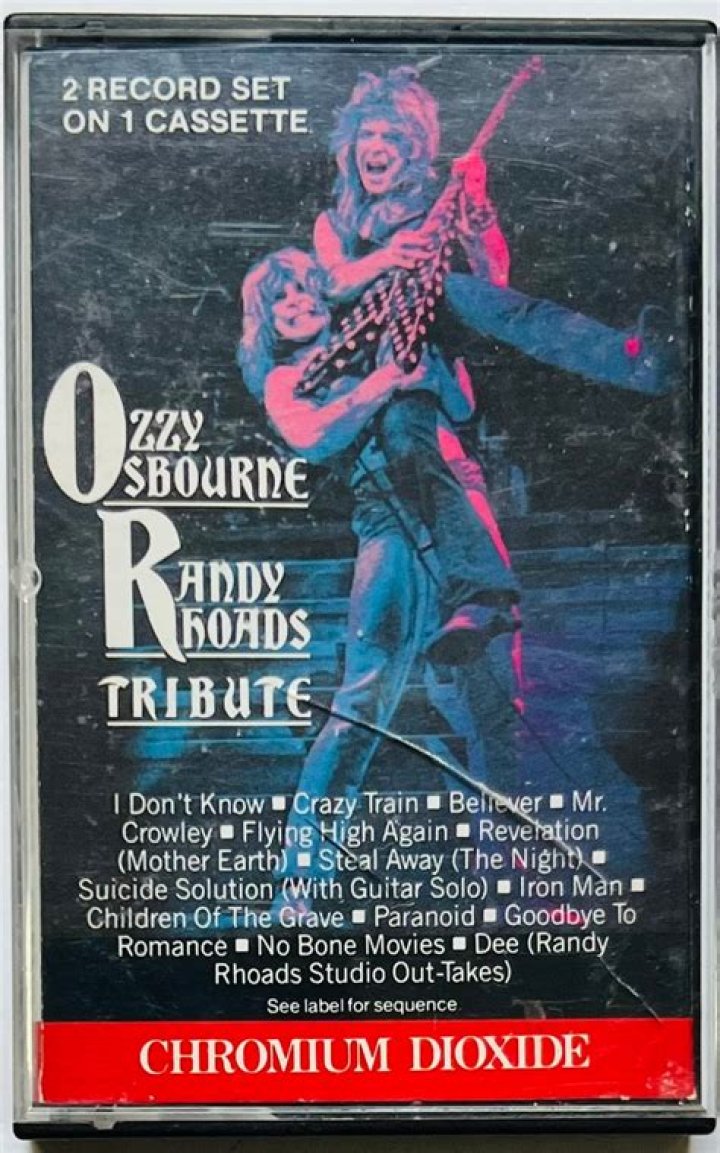 2 RECORD SET
ON 1 CASSETTE
OZZY
OSBOURNE
RANDY
RHOADS
TRIBUTE
I Don't Know ■ Crazy Train ■ Believer ■ Mr.
Crowley ■ Flying High Again ■ Revelation
(Mother Earth) ■ Steal Away (The Night) ■
Suicide Solution (With Guitar Solo) ■ Iron Man ■
Children Of The Grave ■ Paranoid ■ Goodbye To
Romance ■ No Bone Movies ■ Dee (Randy
Rhoads Studio Out-Takes)
See label for sequence.
CHROMIUM DIOXIDE